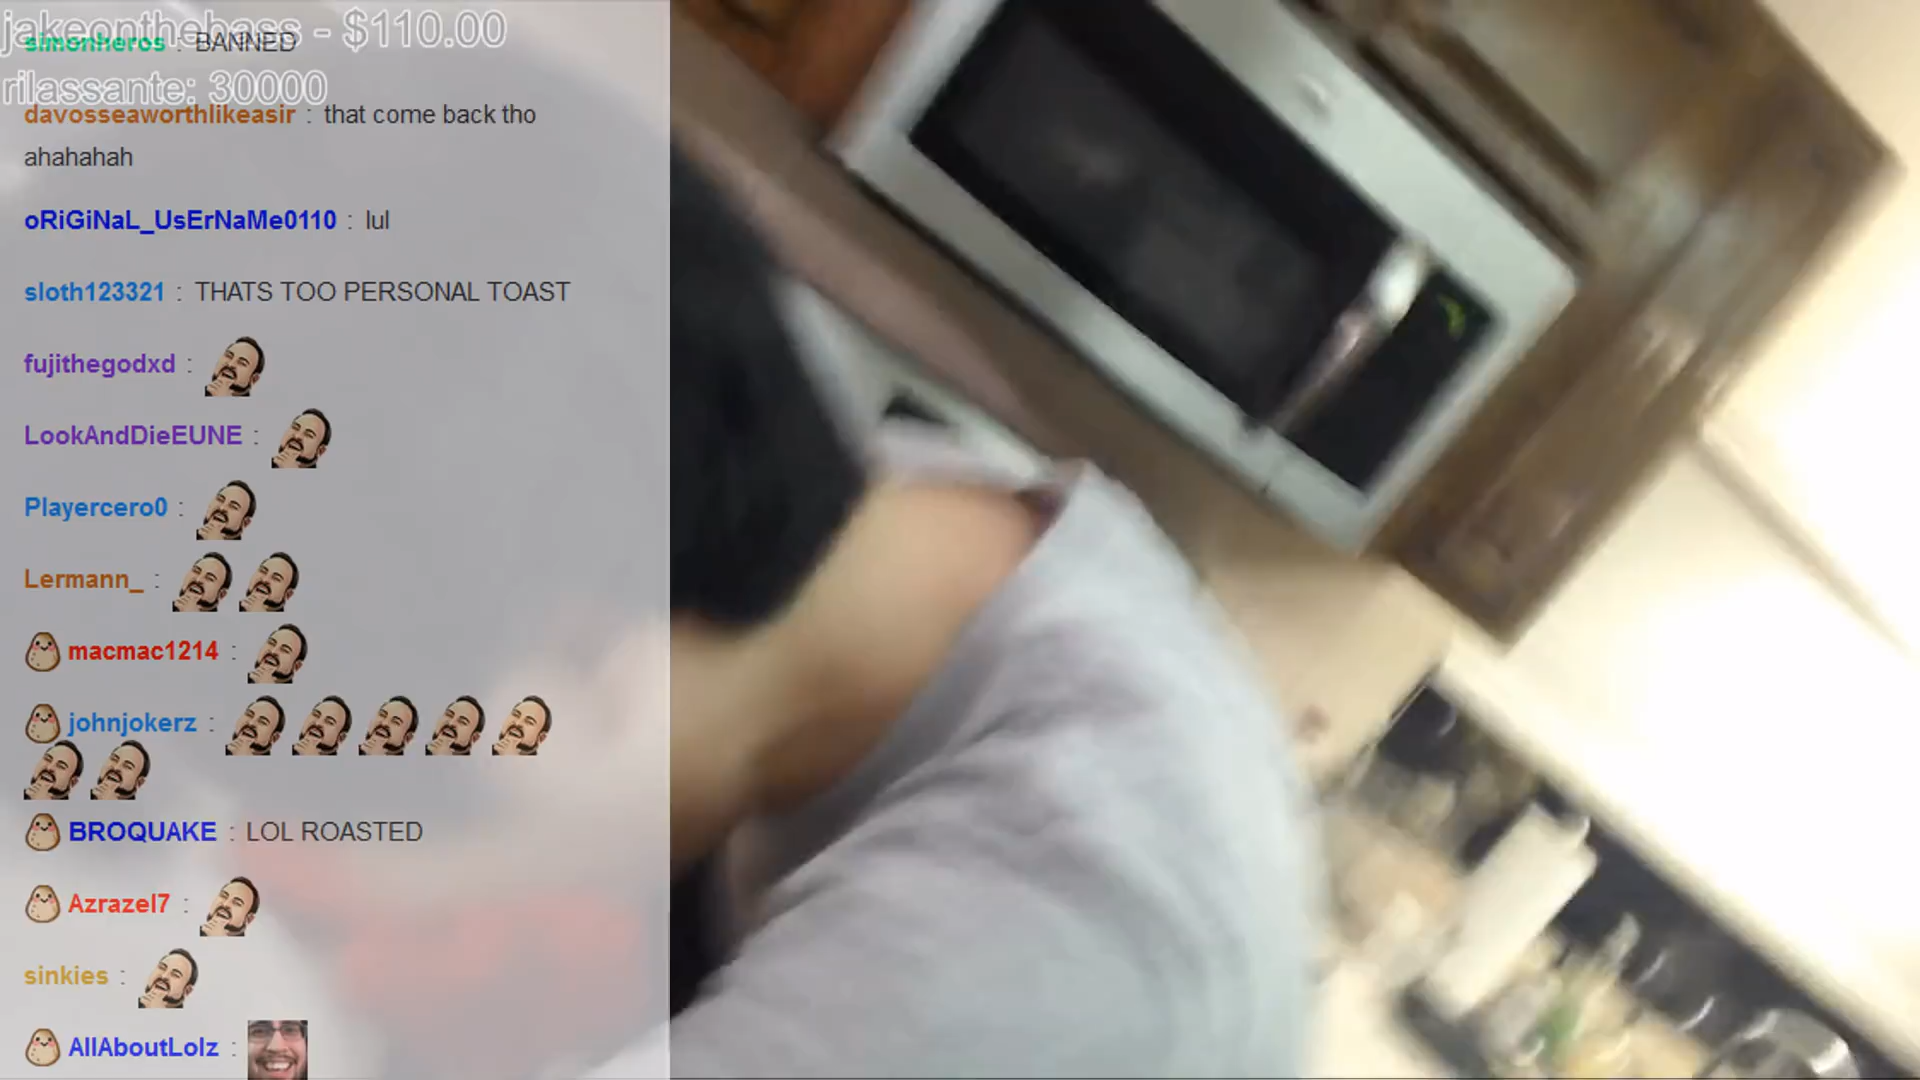 jakeonthebass - $110.00
simonheros : BANNED
rilassante: 30000
davosseaworthlikeasir : that come back tho
ahahahah
oRiGiNaL_UsErNaMe0110 : lul
sloth123321 : THATS TOO PERSONAL TOAST
fujithegodxd :
LookAndDieEUNE :
Playercero0 :
Lermann_ :
macmac1214 :
johnjokerz :
BROQUAKE : LOL ROASTED
Azrazel7 :
sinkies :
AllAboutLolz :